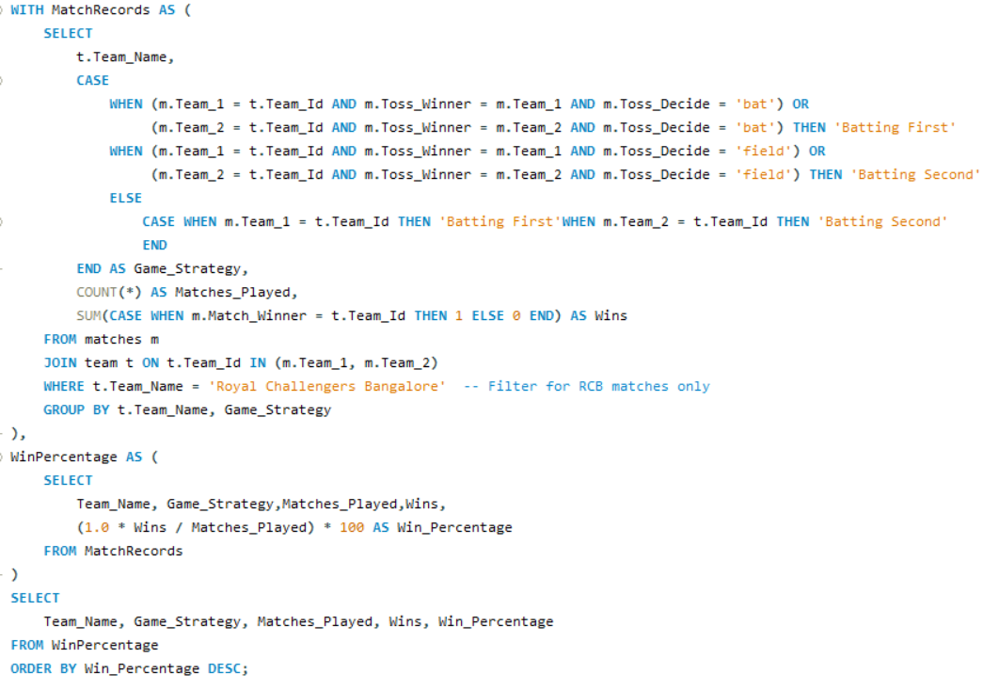 WITH MatchRecords AS (
    SELECT
        t.Team_Name,
        CASE
            WHEN (m.Team_1 = t.Team_Id AND m.Toss_Winner = m.Team_1 AND m.Toss_Decide = 'bat') OR
                 (m.Team_2 = t.Team_Id AND m.Toss_Winner = m.Team_2 AND m.Toss_Decide = 'bat') THEN 'Batting First'
            WHEN (m.Team_1 = t.Team_Id AND m.Toss_Winner = m.Team_1 AND m.Toss_Decide = 'field') OR
                 (m.Team_2 = t.Team_Id AND m.Toss_Winner = m.Team_2 AND m.Toss_Decide = 'field') THEN 'Batting Second'
            ELSE
                CASE WHEN m.Team_1 = t.Team_Id THEN 'Batting First'WHEN m.Team_2 = t.Team_Id THEN 'Batting Second'
                END
        END AS Game_Strategy,
        COUNT(*) AS Matches_Played,
        SUM(CASE WHEN m.Match_Winner = t.Team_Id THEN 1 ELSE 0 END) AS Wins
    FROM matches m
    JOIN team t ON t.Team_Id IN (m.Team_1, m.Team_2)
    WHERE t.Team_Name = 'Royal Challengers Bangalore'  -- Filter for RCB matches only
    GROUP BY t.Team_Name, Game_Strategy
),
WinPercentage AS (
    SELECT
        Team_Name, Game_Strategy,Matches_Played,Wins,
        (1.0 * Wins / Matches_Played) * 100 AS Win_Percentage
    FROM MatchRecords
)
SELECT
    Team_Name, Game_Strategy, Matches_Played, Wins, Win_Percentage
FROM WinPercentage
ORDER BY Win_Percentage DESC;